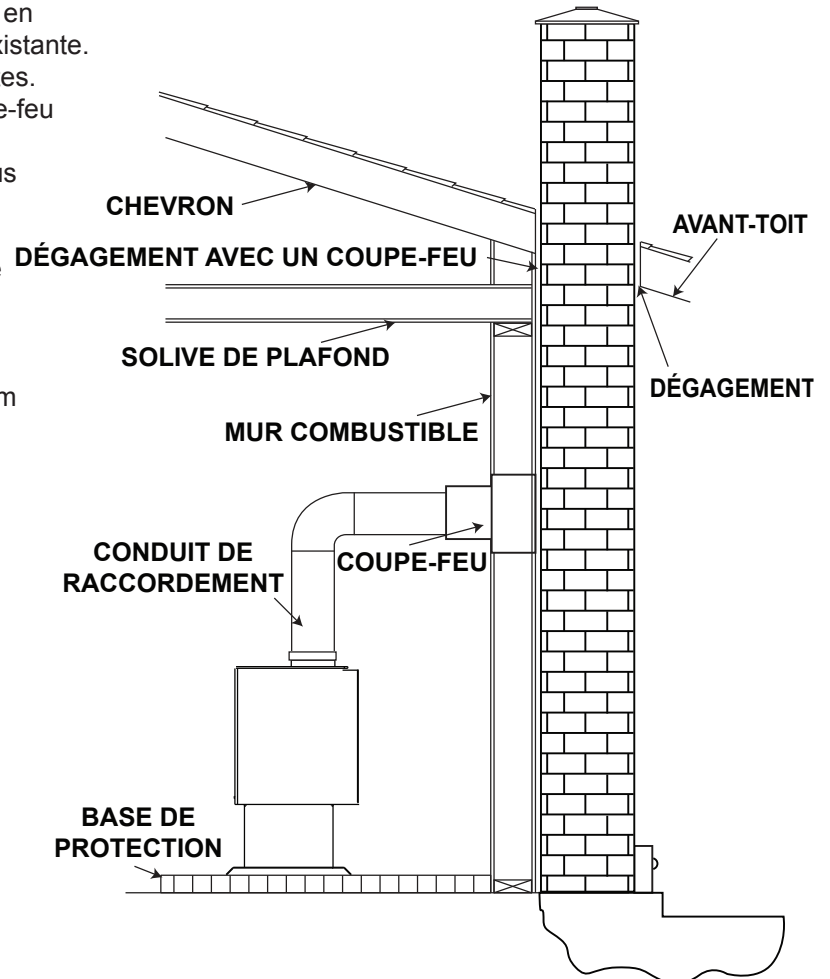 en
xistante.
tes.
e-feu
us
CHEVRON
AVANT-TOIT
e
DÉGAGEMENT AVEC UN COUPE-FEU
SOLIVE DE PLAFOND
DÉGAGEMENT
m
MUR COMBUSTIBLE
CONDUIT DE
RACCORDEMENT
COUPE-FEU
BASE DE
PROTECTION